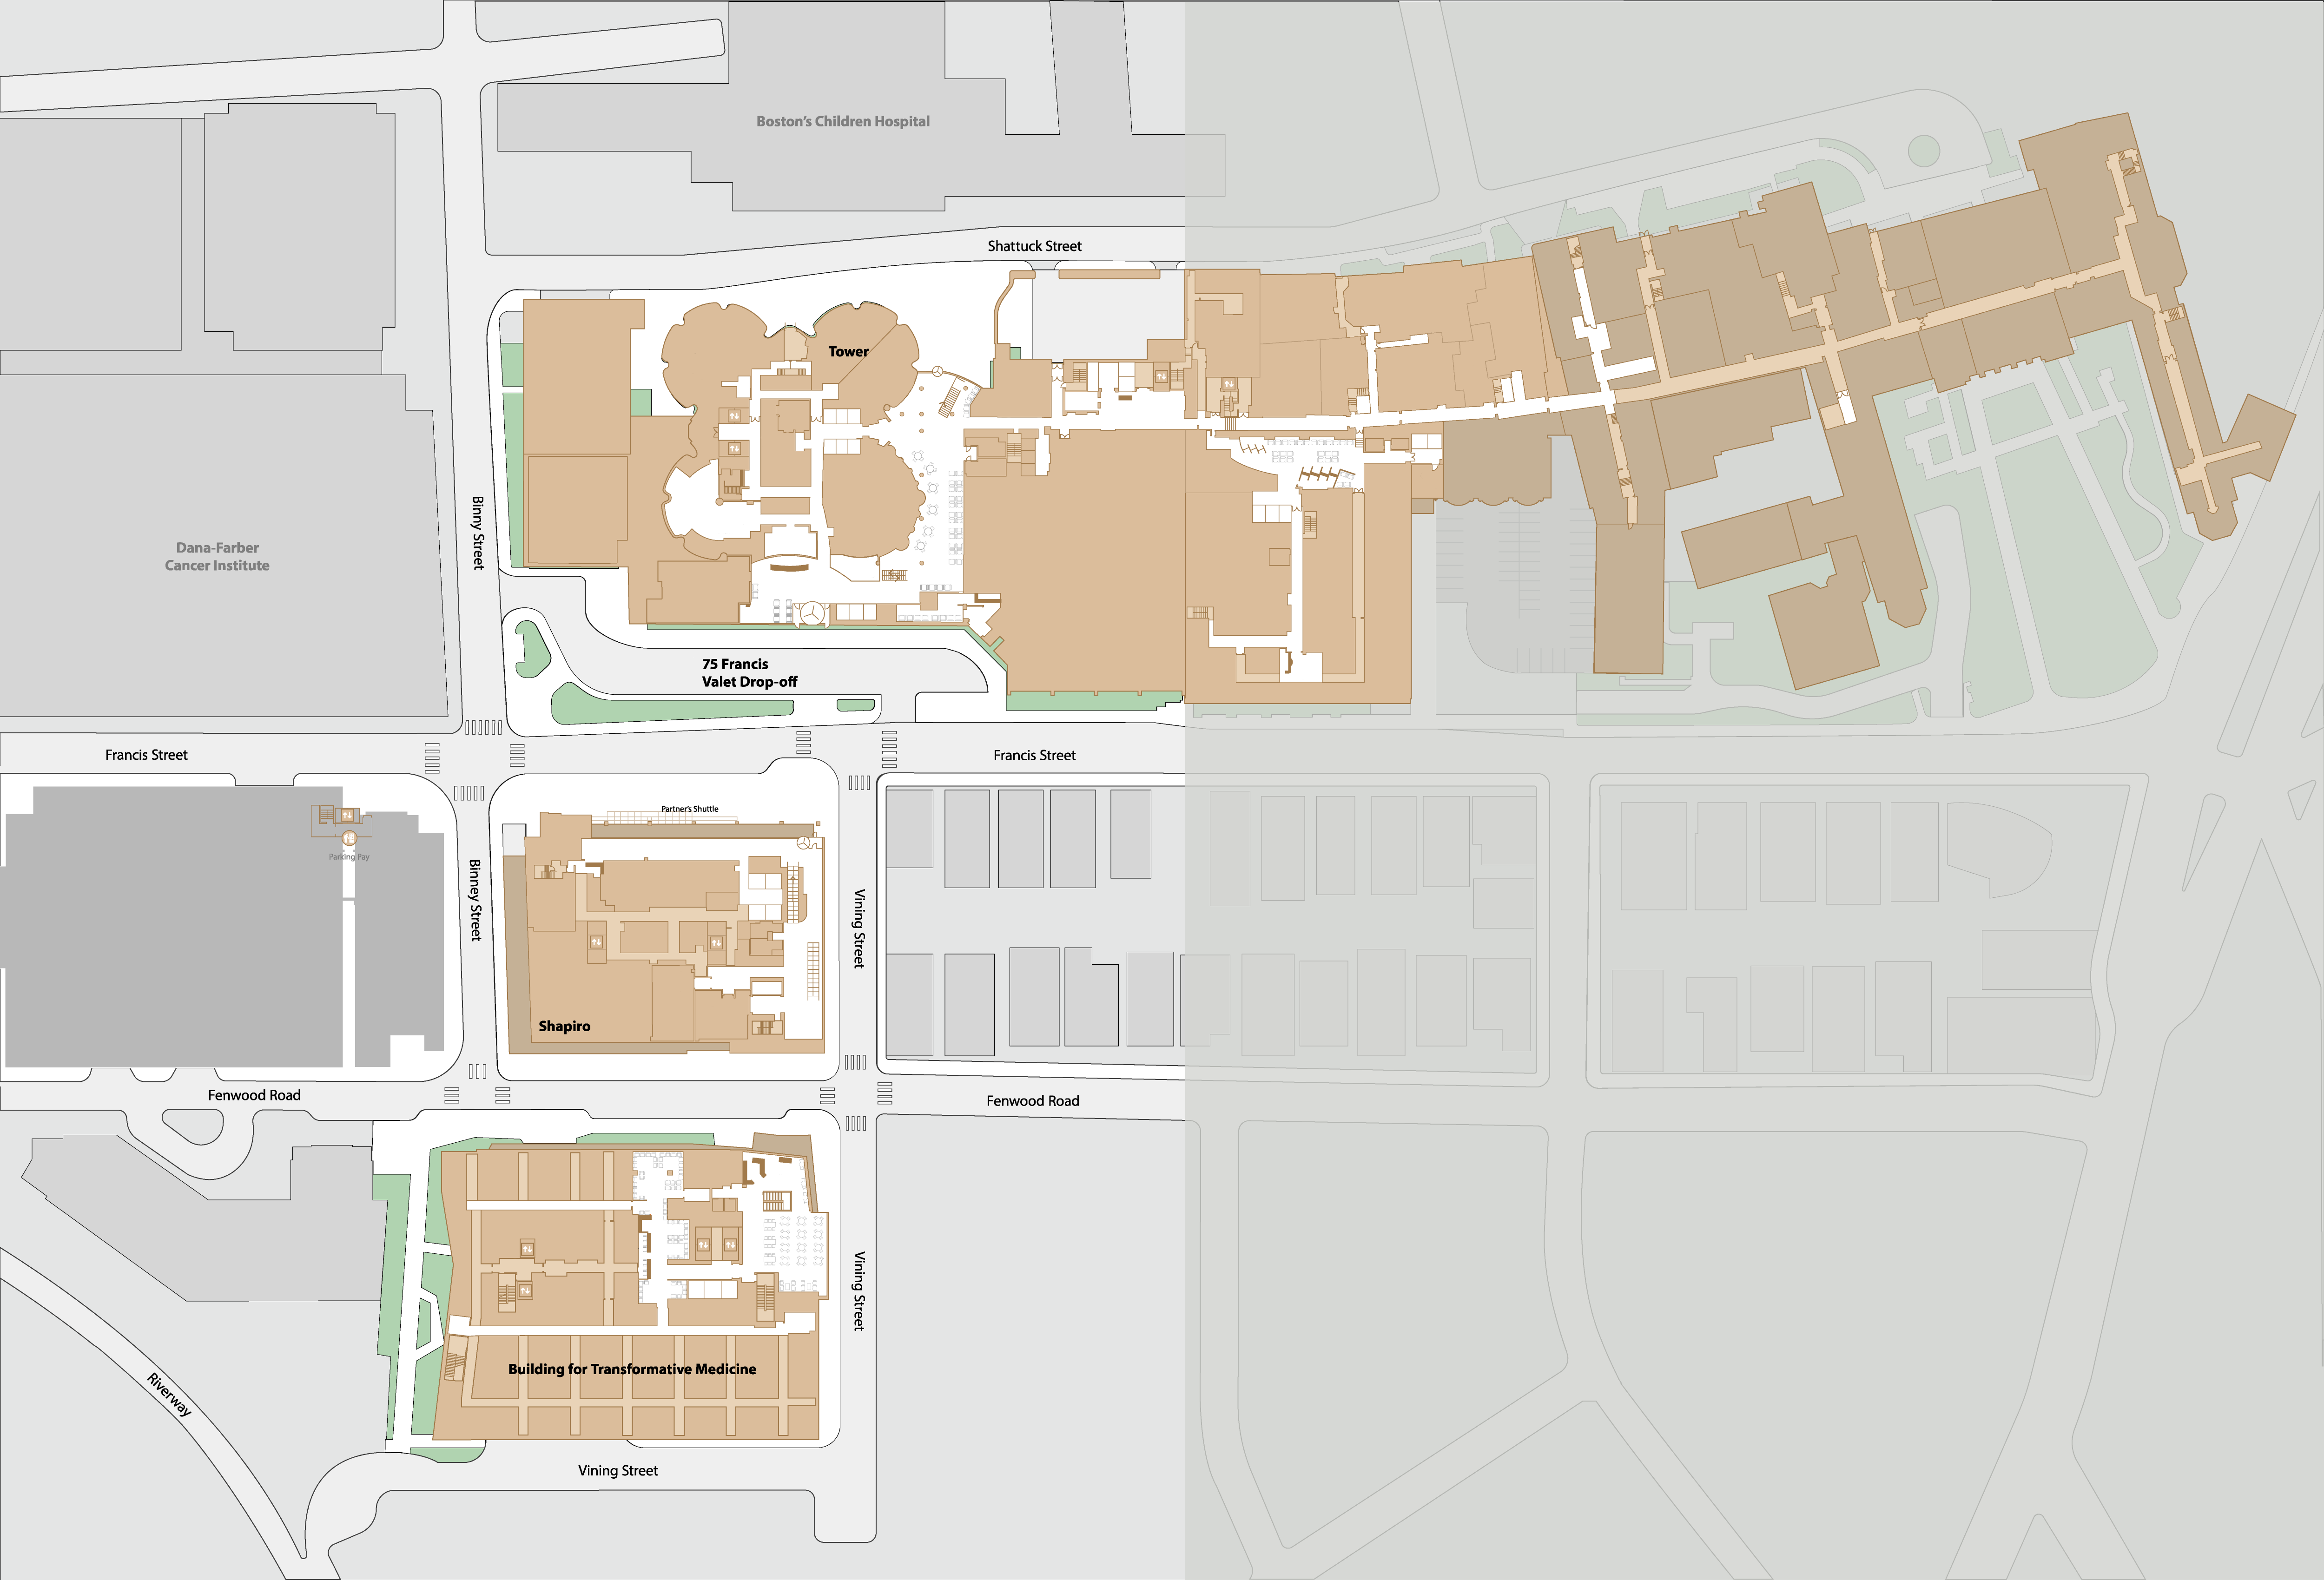 Boston's Children Hospital
Shattuck Street
Tower
Binny Street
Dana-Farber
Cancer Institute
75 Francis
Valet Drop-off
Francis Street
Francis Street
Partner's Shuttle
Parking Pay
Binney Street
Vining Street
Shapiro
Fenwood Road
Fenwood Road
Vining Street
Building for Transformative Medicine
Riverway
Vining Street